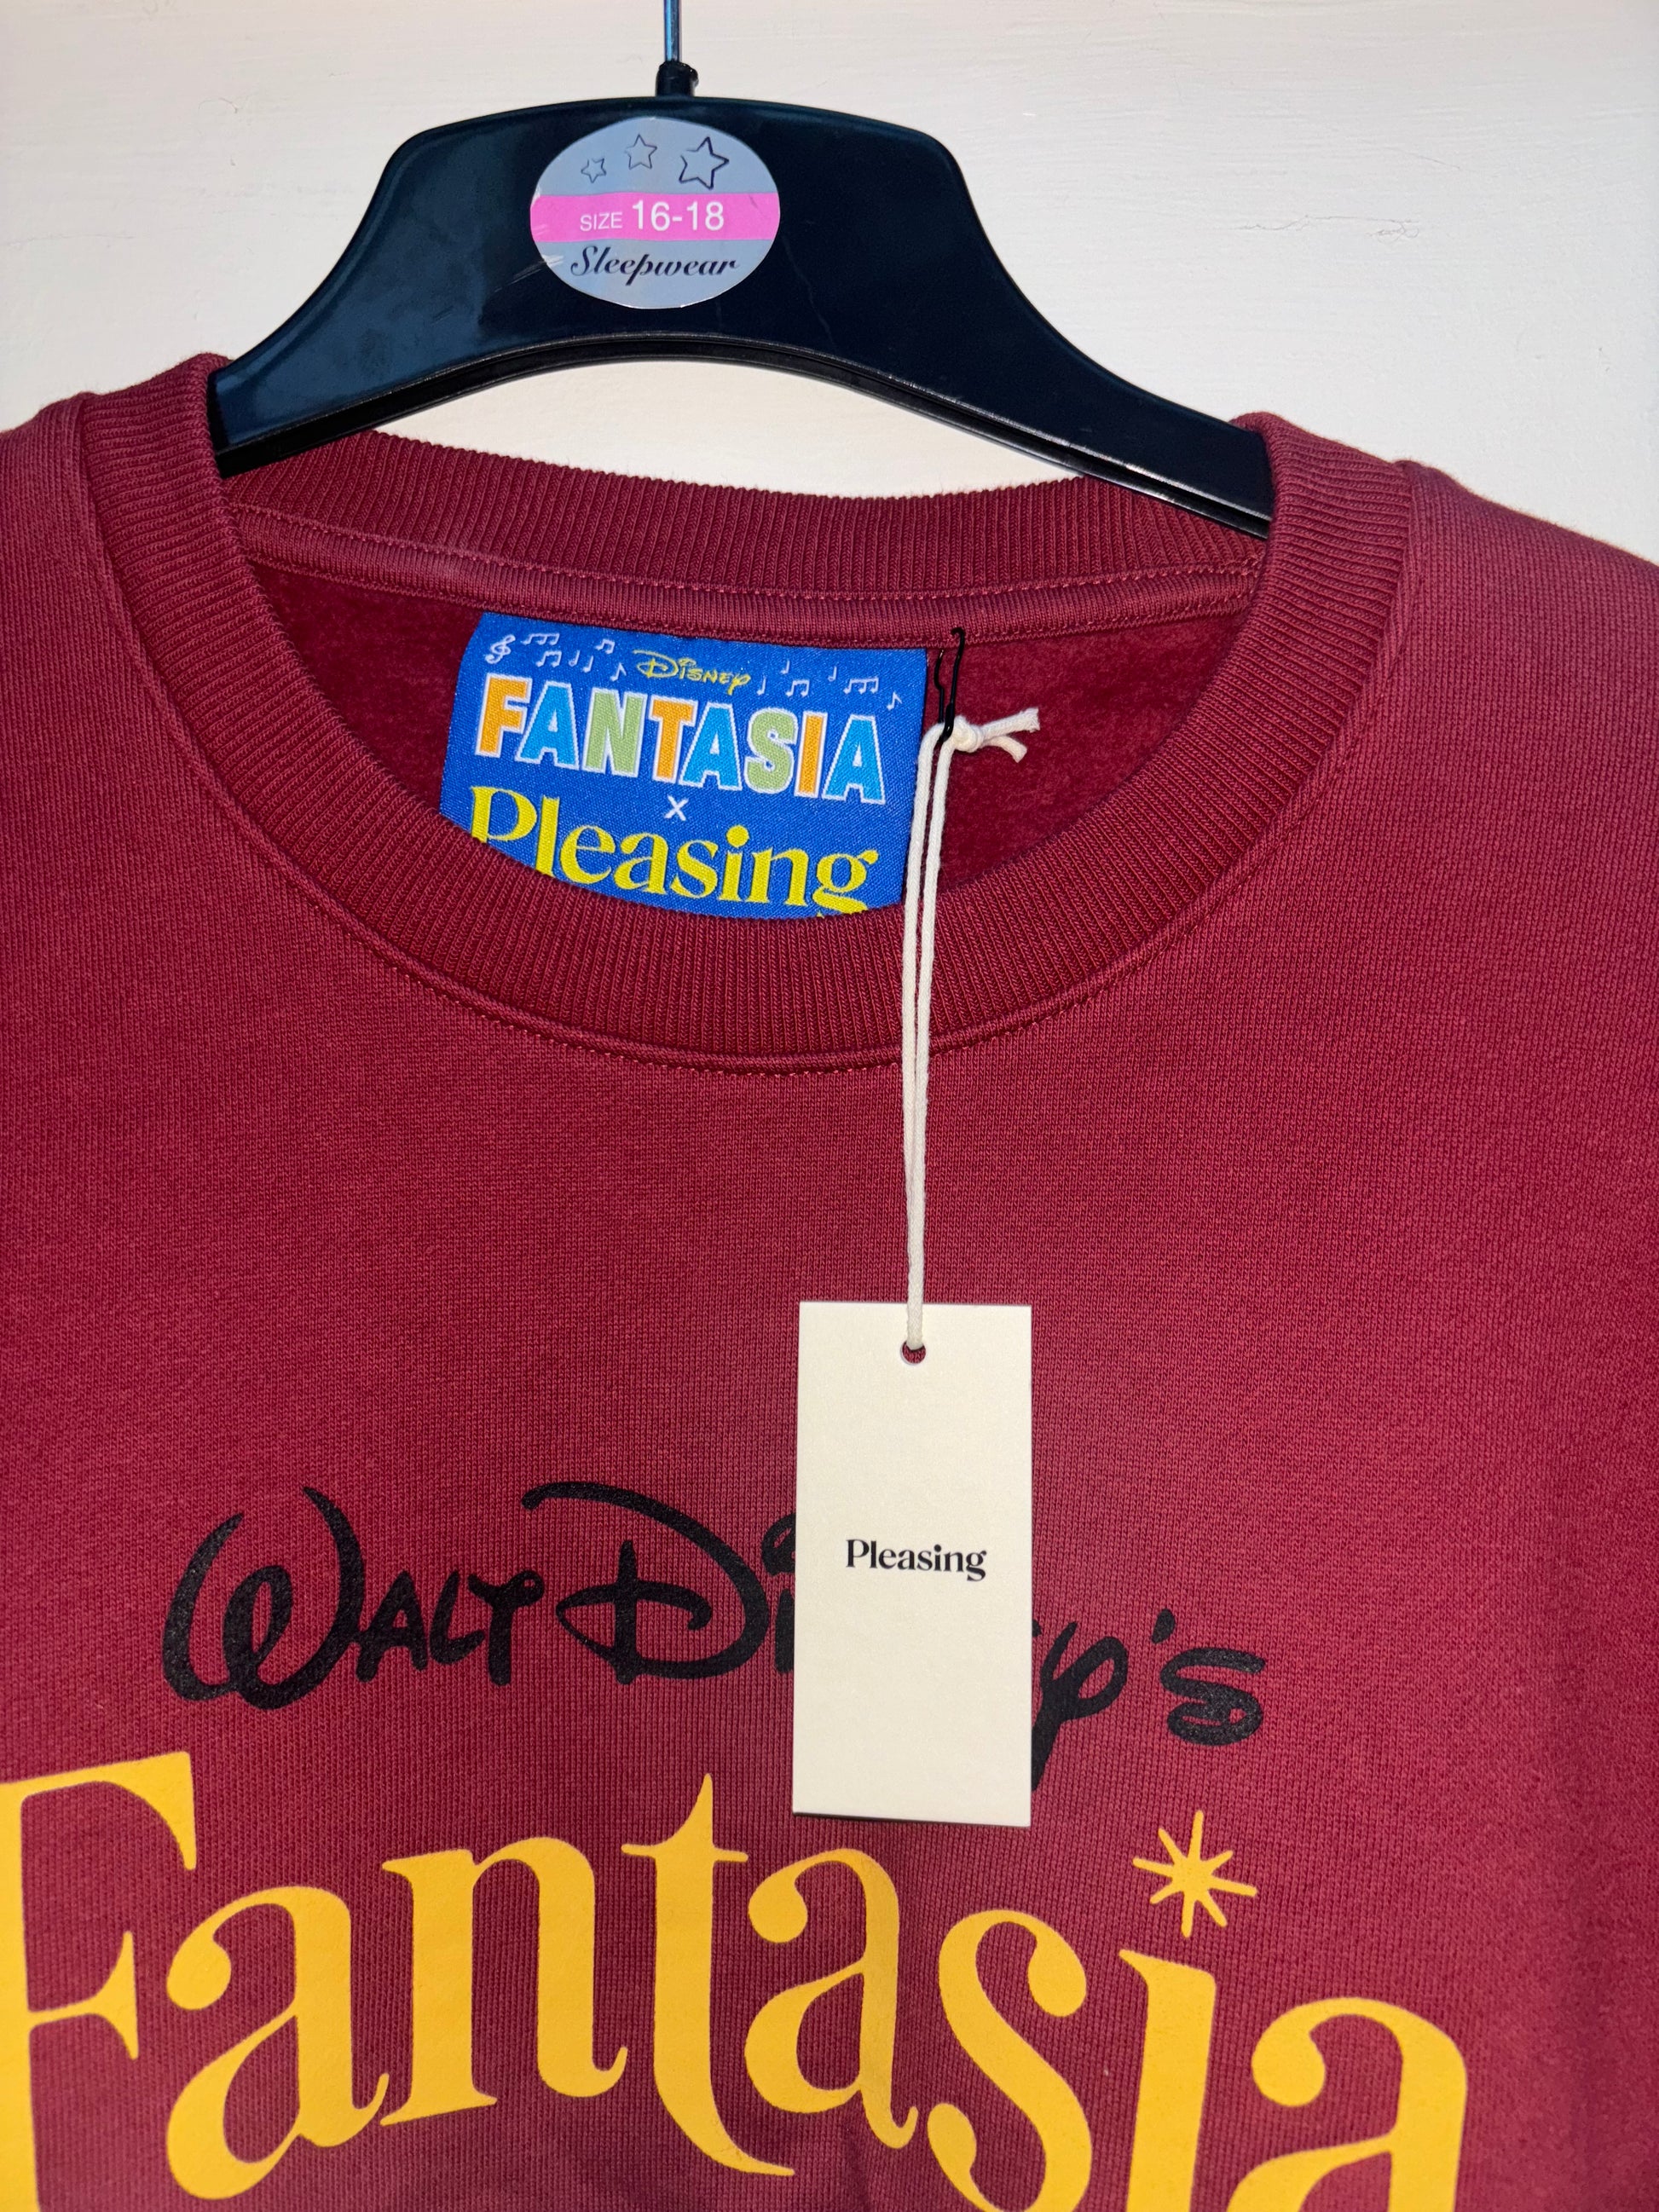 SIZE 16-18
Sleepwear
Disney
FANTASIA
x
Pleasing
Pleasing
WALT DISNEY'S
Fantasia